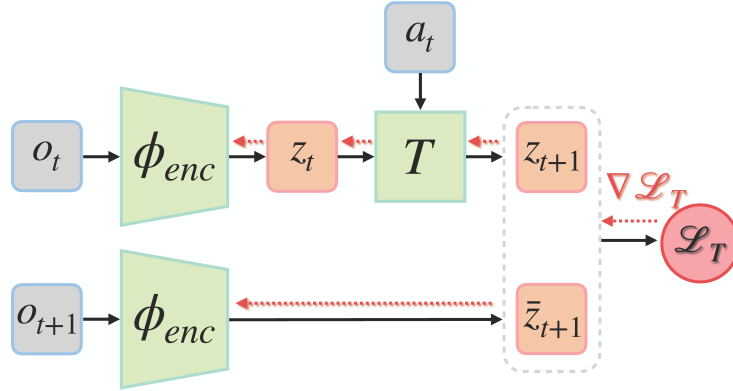 a_t
o_t
ϕ_enc
z_t
T
z_{t+1}
∇ℒ_T
ℒ_T
o_{t+1}
ϕ_enc
z̄_{t+1}